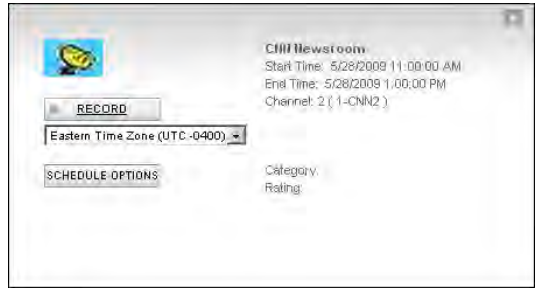 CNN Newsroom
Start Time: 5/28/2009 11:00:00 AM
End Time: 5/28/2009 1:00:00 PM
Channel: 2 ( 1-CNN2 )
RECORD
Eastern Time Zone (UTC -0400)
SCHEDULE OPTIONS
Category:
Rating: